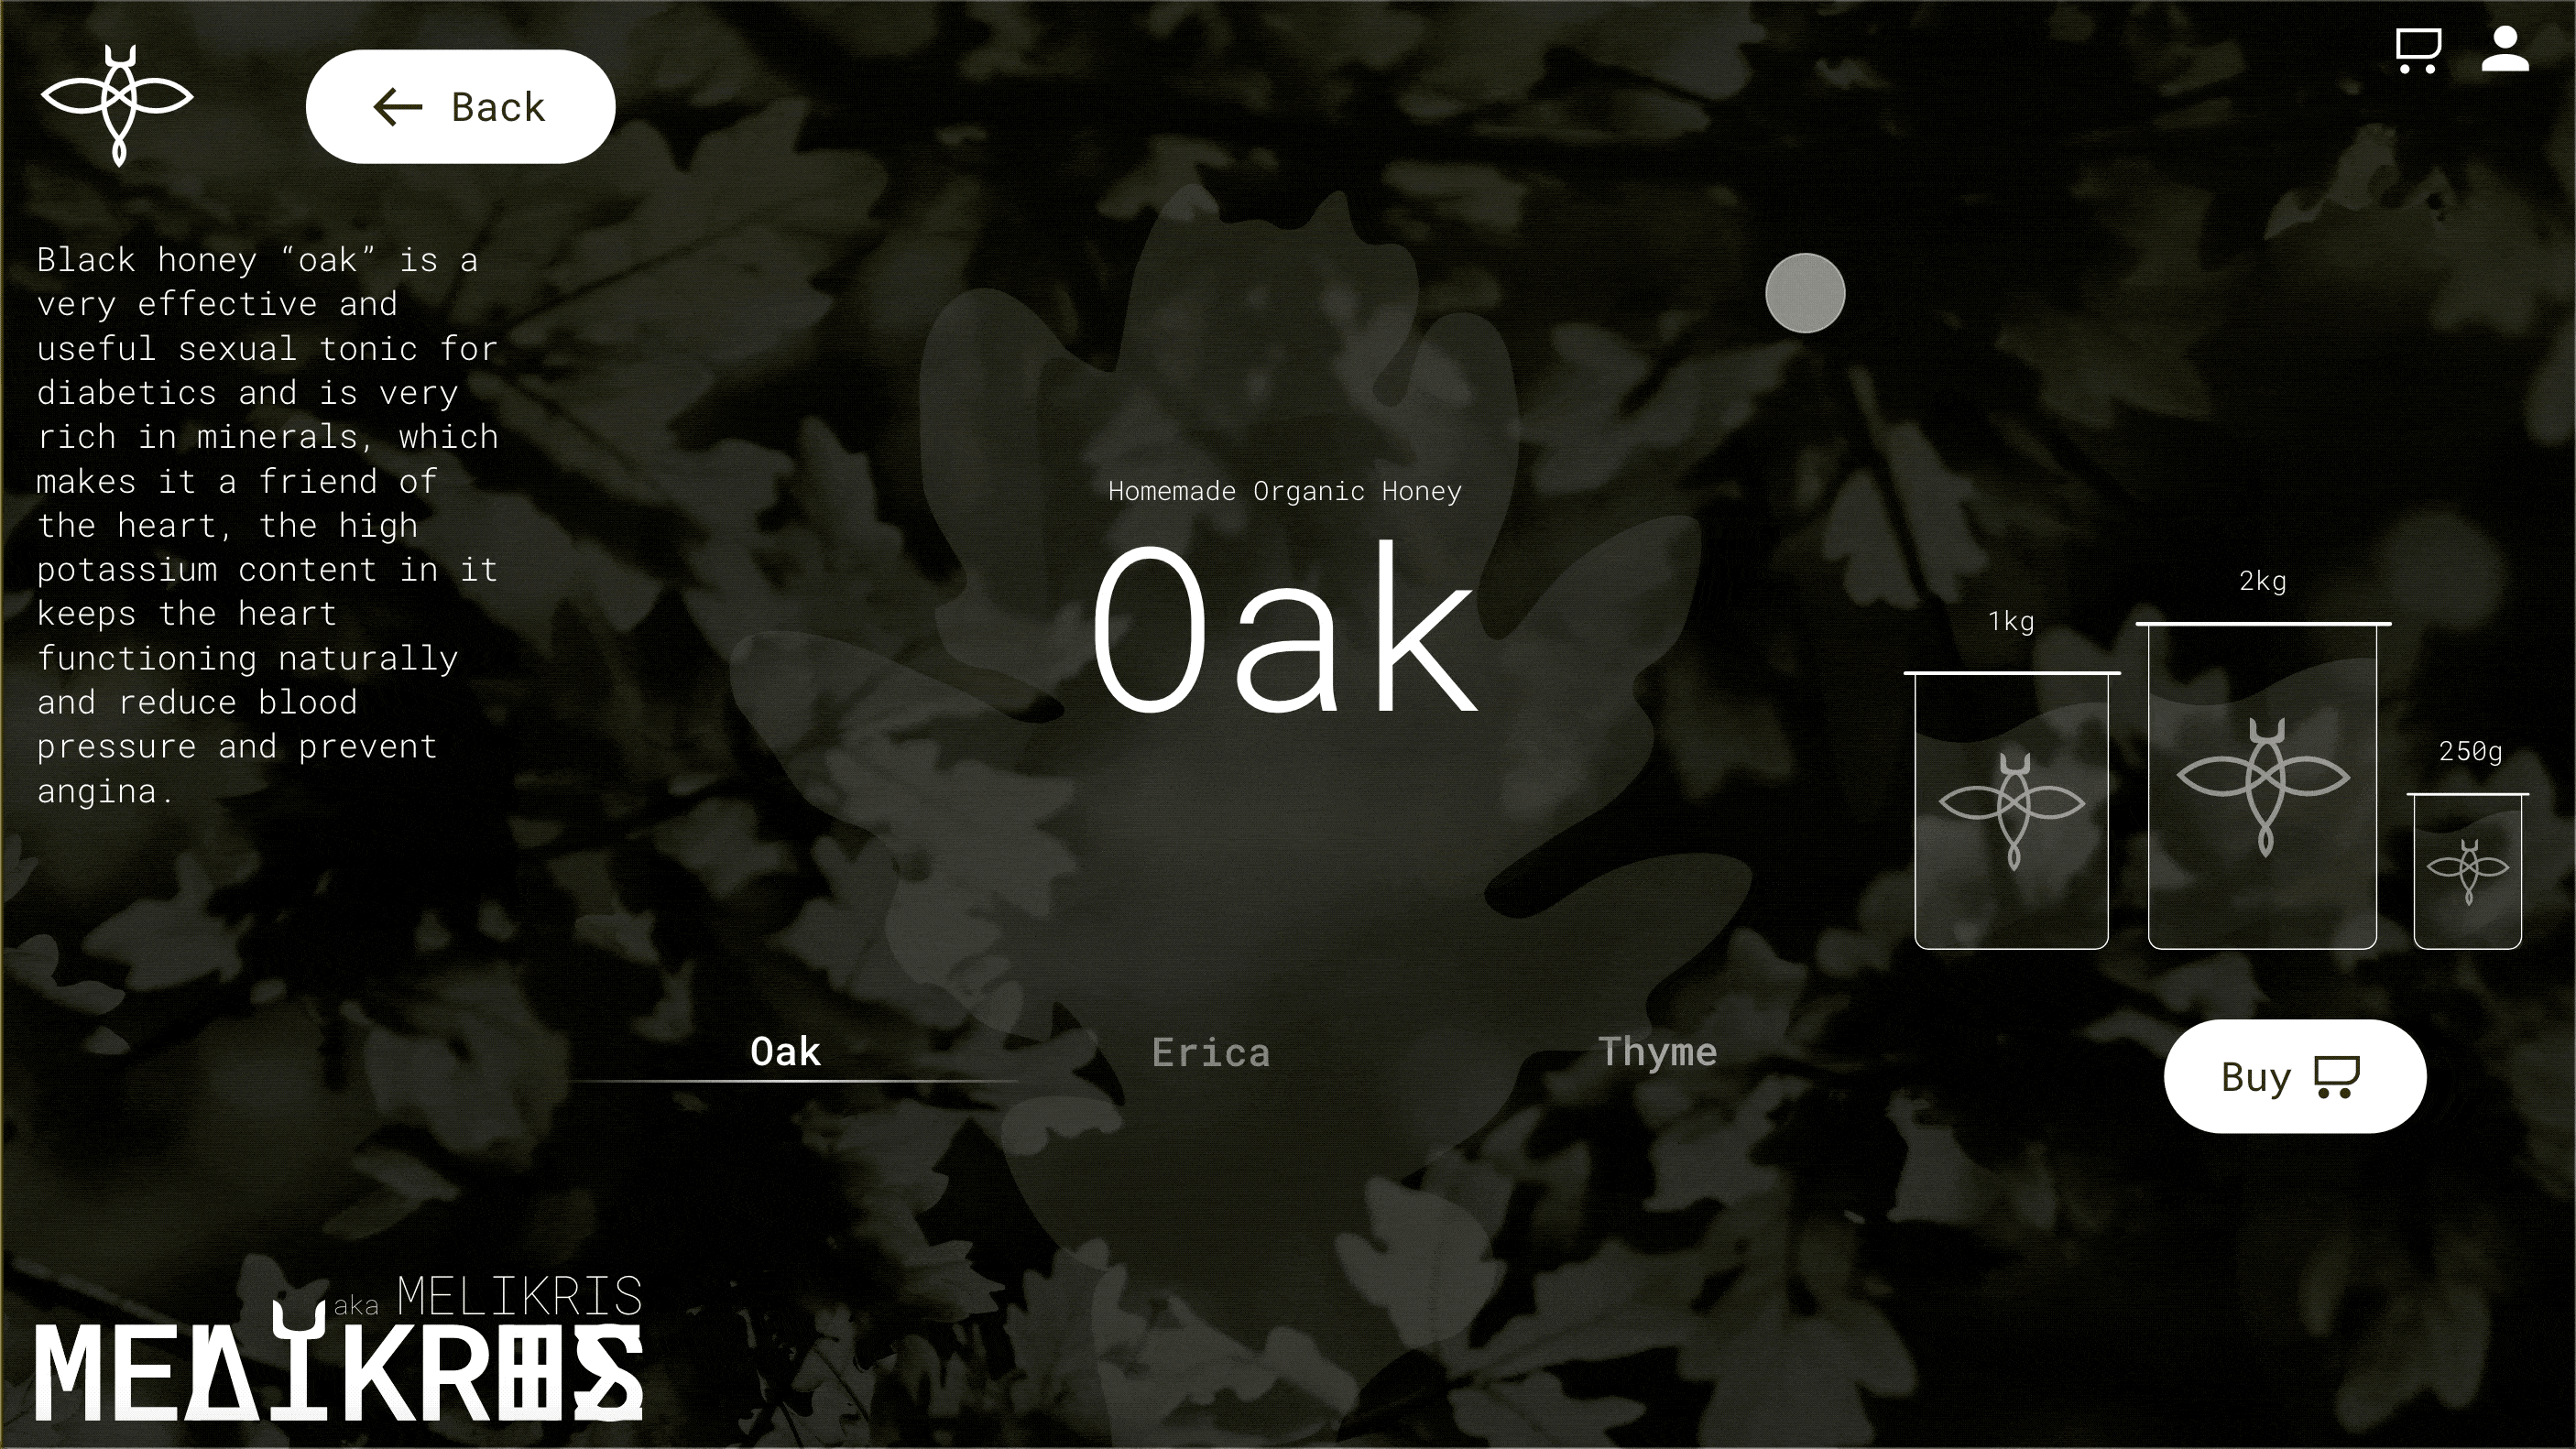 Back
Black honey “oak” is a
very effective and
useful sexual tonic for
diabetics and is very
rich in minerals, which
makes it a friend of
the heart, the high
potassium content in it
keeps the heart
functioning naturally
and reduce blood
pressure and prevent
angina.
Homemade Organic Honey
Oak
1kg
2kg
250g
Oak
Erica
Thyme
Buy
aka MELIKRIS